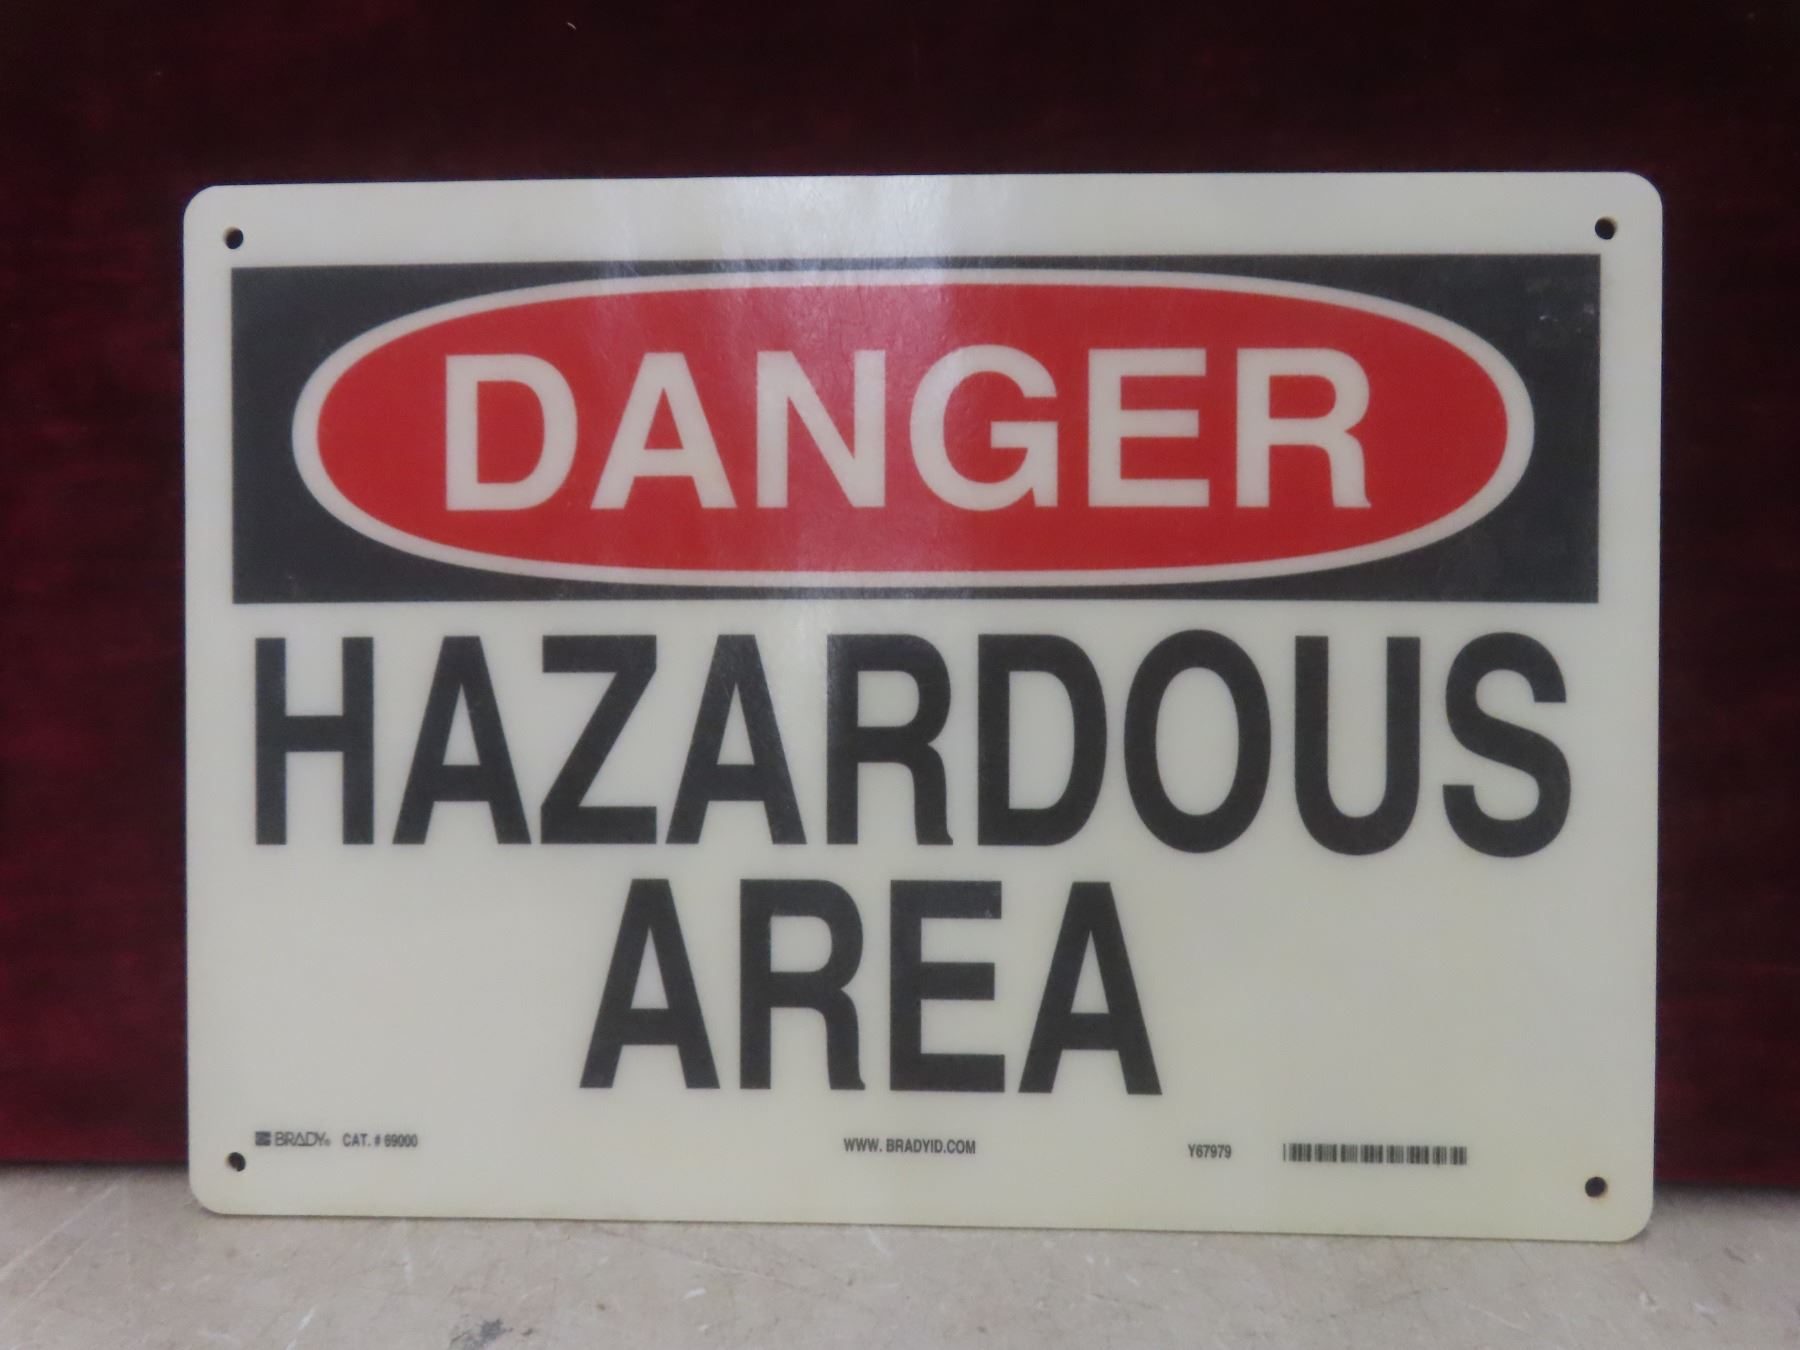 DANGER
HAZARDOUS
AREA
BRADY® CAT. # 69000 WWW. BRADYID.COM Y67979